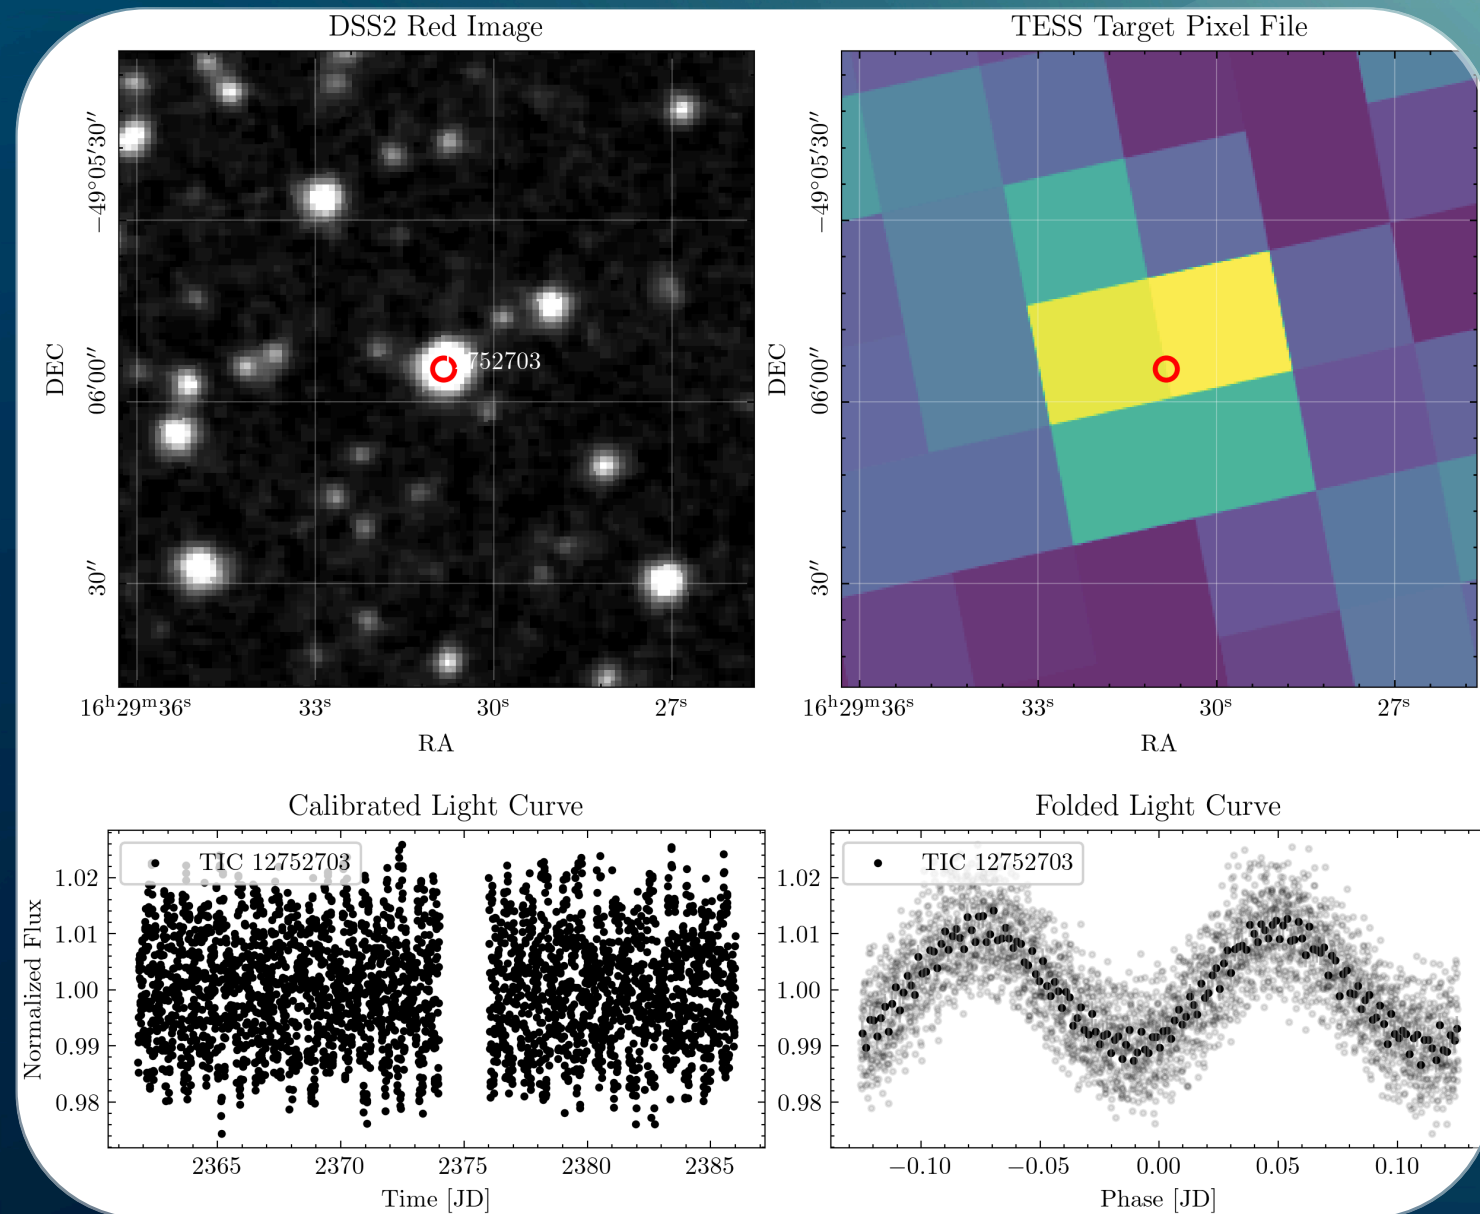 DSS2 Red Image
−49°05′30″
06′00″
30″
DEC
752703
16ʰ29ᵐ36ˢ
33ˢ
30ˢ
27ˢ
RA
TESS Target Pixel File
−49°05′30″
06′00″
30″
DEC
16ʰ29ᵐ36ˢ
33ˢ
30ˢ
27ˢ
RA
Calibrated Light Curve
TIC 12752703
1.02
1.01
1.00
0.99
0.98
Normalized Flux
2365
2370
2375
2380
2385
Time [JD]
Folded Light Curve
TIC 12752703
1.02
1.01
1.00
0.99
0.98
−0.10
−0.05
0.00
0.05
0.10
Phase [JD]